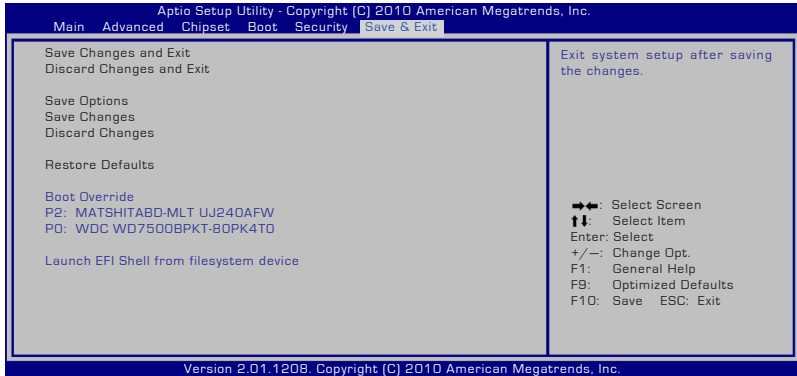 Aptio Setup Utility - Copyright (C) 2010 American Megatrends, Inc.
Main Advanced Chipset Boot Security Save & Exit
Save Changes and Exit
Discard Changes and Exit
Save Options
Save Changes
Discard Changes
Restore Defaults
Boot Override
P2: MATSHITABD-MLT UJ240AFW
P0: WDC WD7500BPKT-80PK4T0
Launch EFI Shell from filesystem device
Exit system setup after saving
the changes.
→←: Select Screen
↑↓: Select Item
Enter: Select
+/—: Change Opt.
F1: General Help
F9: Optimized Defaults
F10: Save ESC: Exit
Version 2.01.1208. Copyright (C) 2010 American Megatrends, Inc.